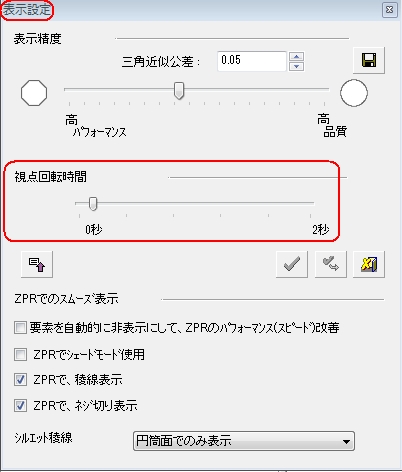 表示設定
表示精度
三角近似公差： 0.05
高 高
パフォーマンス 品質
視点回転時間
0秒 2秒
ZPRでのスムーズ表示
要素を自動的に非表示にして、ZPRのパフォーマンス(スピード)改善
ZPRでシェードモード使用
ZPRで、稜線表示
ZPRで、ネジ切り表示
シルエット稜線 円筒面でのみ表示